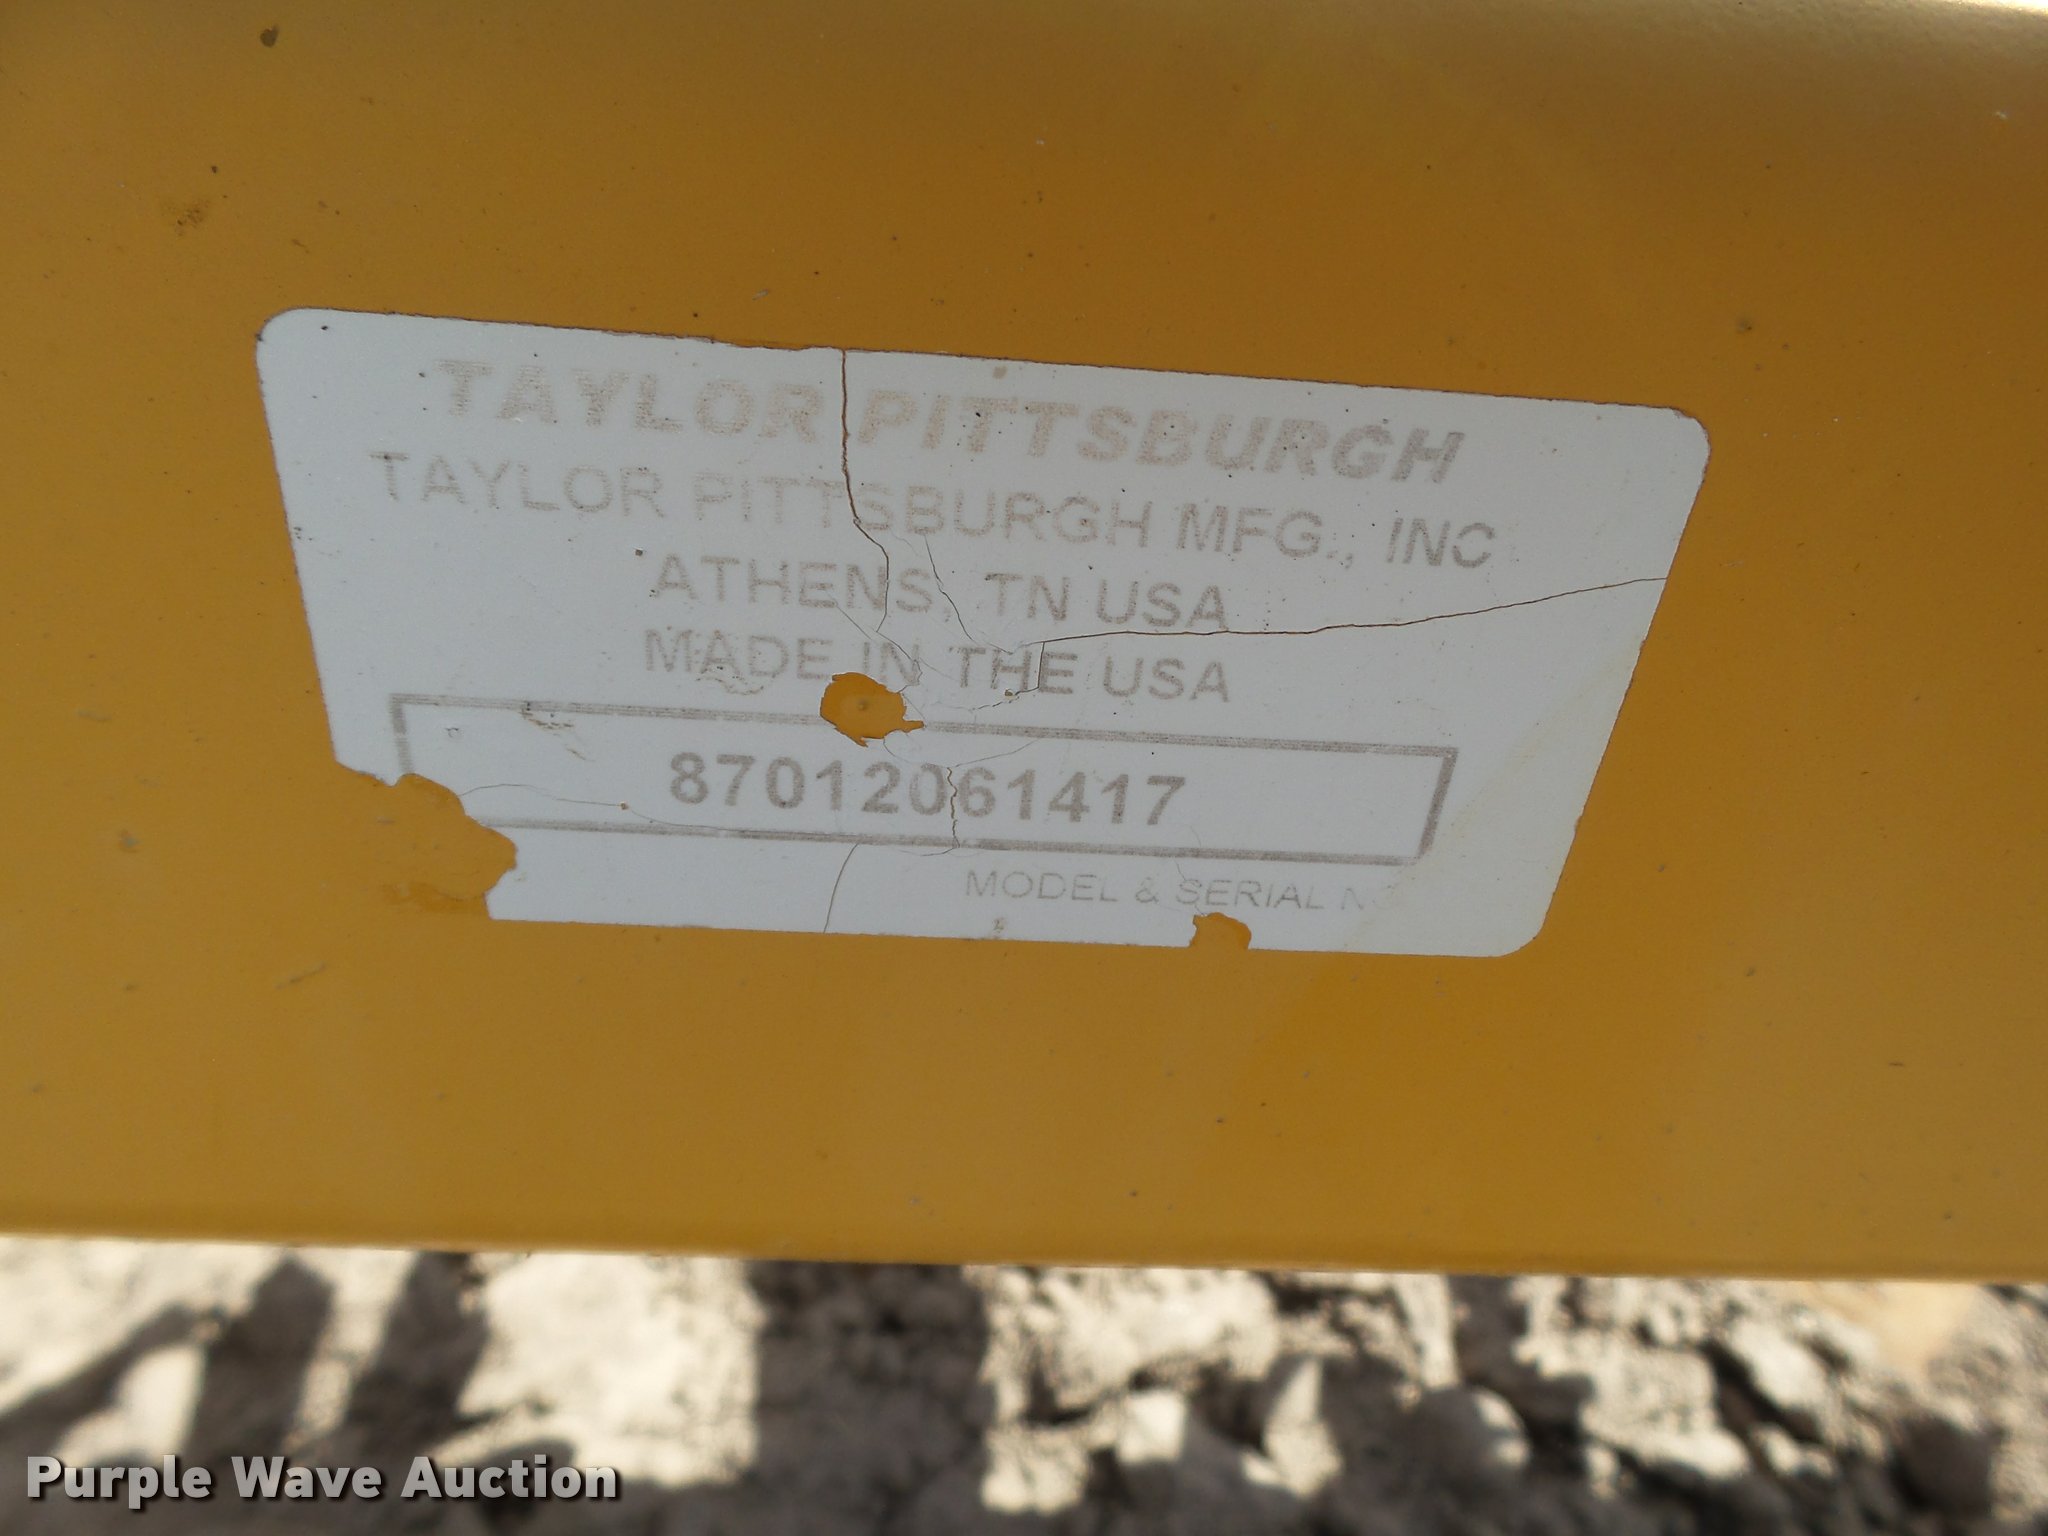 TAYLOR PITTSBURGH
TAYLOR PITTSBURGH MFG., INC
ATHENS, TN USA
MADE IN THE USA
87012061417
MODEL & SERIAL
Purple Wave Auction